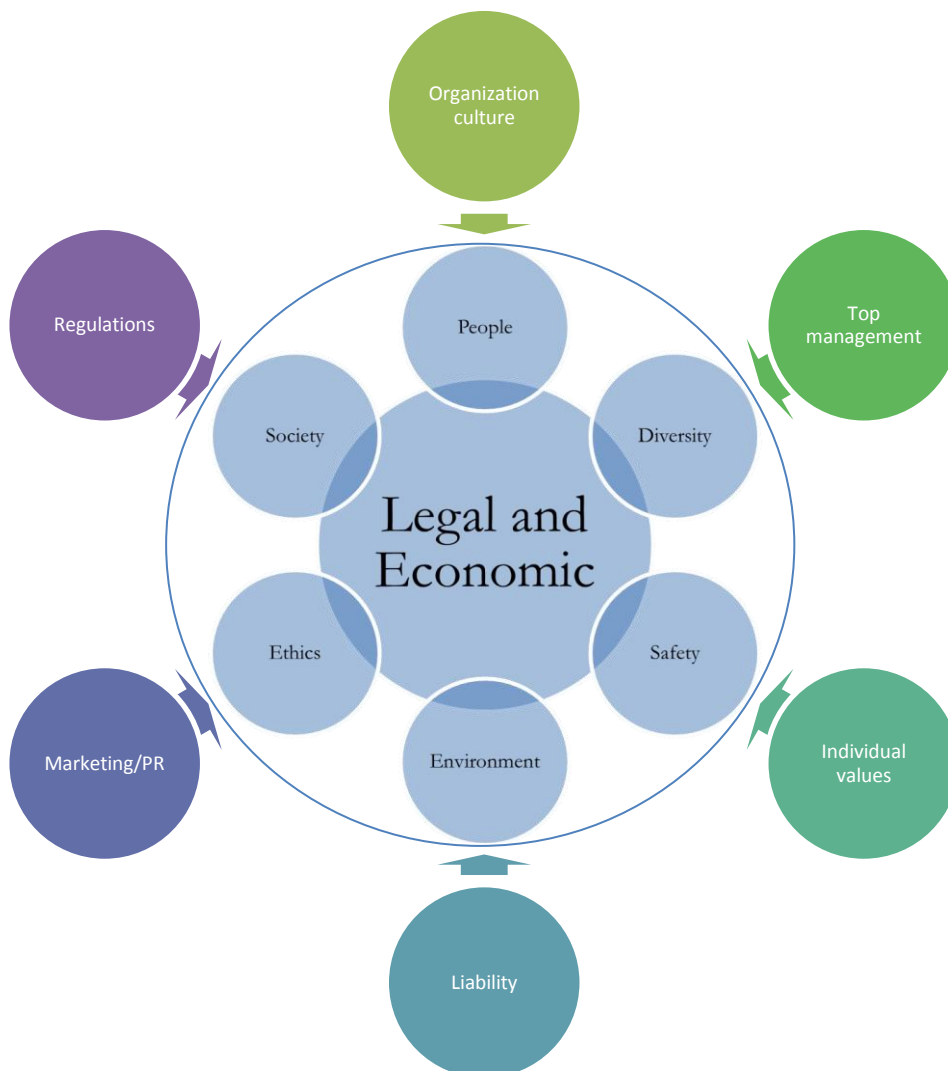 Organization
culture
Regulations
Top
management
People
Society
Diversity
Legal and
Economic
Ethics
Safety
Environment
Marketing/PR
Individual
values
Liability